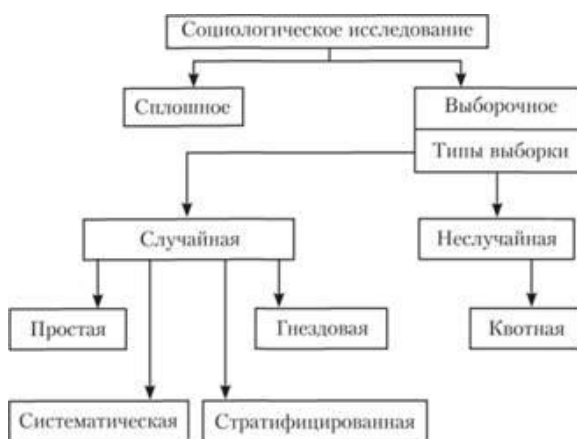 Социологическое исследование
Сплошное
Выборочное
Типы выборки
Случайная
Неслучайная
Простая
Гнездовая
Квотная
Систематическая
Стратифицированная